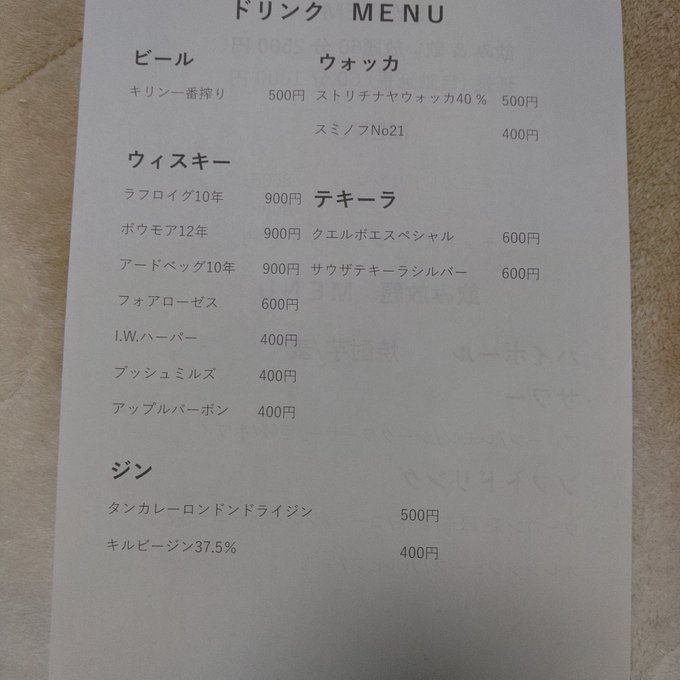 ドリンク MENU
ビール
キリン一番搾り 500円
ウィスキー
ラフロイグ10年 900円
ボウモア12年 900円
アードベッグ10年 900円
フォアローゼス 600円
I.W.ハーパー 400円
ブッシュミルズ 400円
アップルバーボン 400円
ウォッカ
ストリチナヤウォッカ40％ 500円
スミノフNo21 400円
テキーラ
クエルボエスペシャル 600円
サウザテキーラシルバー 600円
ジン
タンカレーロンドンドライジン 500円
キルビージン37.5% 400円